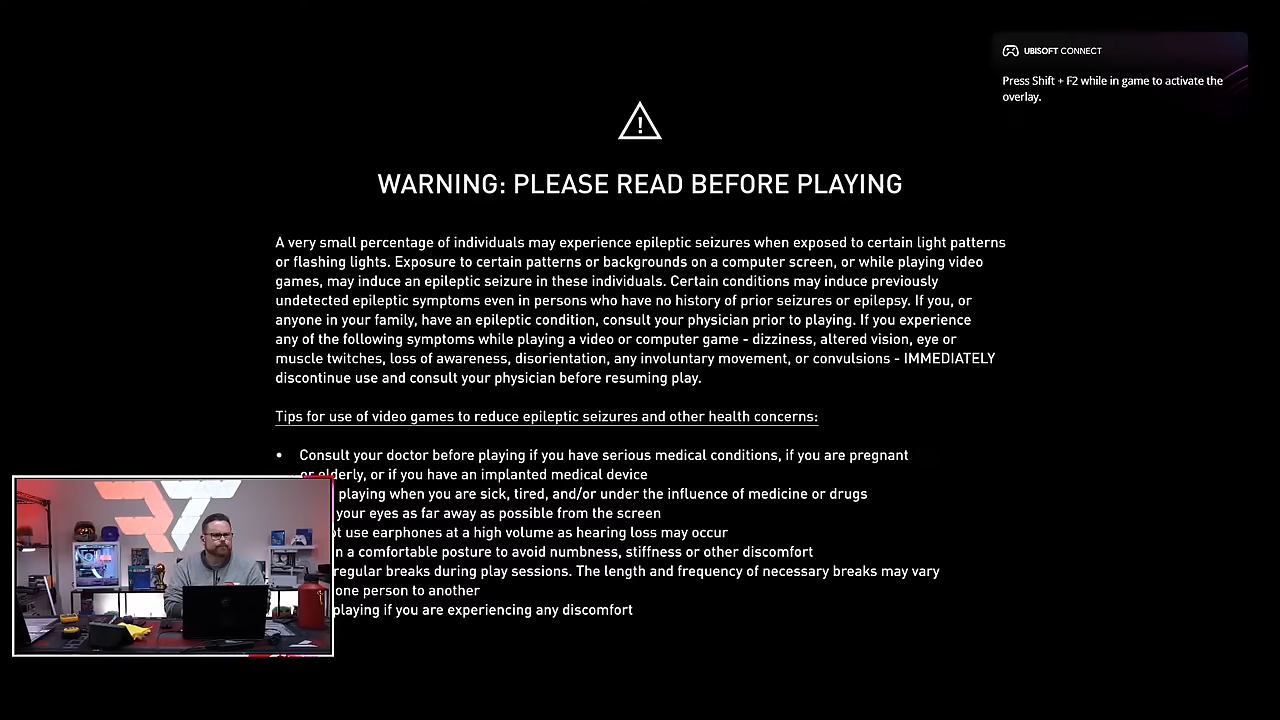 UBISOFT CONNECT
Press Shift + F2 while in game to activate the
overlay.
WARNING: PLEASE READ BEFORE PLAYING
A very small percentage of individuals may experience epileptic seizures when exposed to certain light patterns
or flashing lights. Exposure to certain patterns or backgrounds on a computer screen, or while playing video
games, may induce an epileptic seizure in these individuals. Certain conditions may induce previously
undetected epileptic symptoms even in persons who have no history of prior seizures or epilepsy. If you, or
anyone in your family, have an epileptic condition, consult your physician prior to playing. If you experience
any of the following symptoms while playing a video or computer game - dizziness, altered vision, eye or
muscle twitches, loss of awareness, disorientation, any involuntary movement, or convulsions - IMMEDIATELY
discontinue use and consult your physician before resuming play.
Tips for use of video games to reduce epileptic seizures and other health concerns:
• Consult your doctor before playing if you have serious medical conditions, if you are pregnant
or elderly, or if you have an implanted medical device
playing when you are sick, tired, and/or under the influence of medicine or drugs
your eyes as far away as possible from the screen
use earphones at a high volume as hearing loss may occur
a comfortable posture to avoid numbness, stiffness or other discomfort
regular breaks during play sessions. The length and frequency of necessary breaks may vary
one person to another
playing if you are experiencing any discomfort
RT